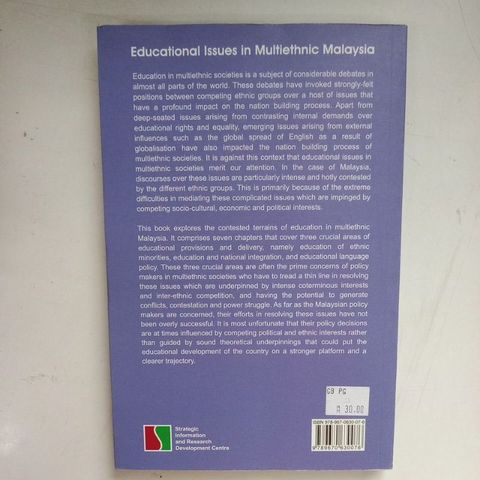 Educational Issues in Multiethnic Malaysia
Education in multiethnic societies is a subject of considerable debates in
almost all parts of the world. These debates have invoked strongly-felt
positions between competing ethnic groups over a host of issues that
have a profound impact on the nation building process. Apart from
deep-seated issues arising from contrasting internal demands over
educational rights and equality, emerging issues arising from external
influences such as the global spread of English as a result of
globalisation have also impacted the nation building process of
multiethnic societies. It is against this context that educational issues in
multiethnic societies merit our attention. In the case of Malaysia,
discourses over these issues are particularly intense and hotly contested
by the different ethnic groups. This is primarily because of the extreme
difficulties in mediating these complicated issues which are impinged by
competing socio-cultural, economic and political interests.
This book explores the contested terrains of education in multiethnic
Malaysia. It comprises seven chapters that cover three crucial areas of
educational provisions and delivery, namely education of ethnic
minorities, education and national integration, and educational language
policy. These three crucial areas are often the prime concerns of policy
makers in multiethnic societies who have to tread a thin line in resolving
these issues which are underpinned by intense coterminous interests
and inter-ethnic competition, and having the potential to generate
conflicts, contestation and power struggle. As far as the Malaysian policy
makers are concerned, their efforts in resolving these issues have not
been overly successful. It is most unfortunate that their policy decisions
are at times influenced by competing political and ethnic interests rather
than guided by sound theoretical underpinnings that could put the
educational development of the country on a stronger platform and a
clearer trajectory.
GB PG
M 30.00
Strategic
Information
and Research
Development Centre
ISBN 978-967-0630-07-6
9789670630076